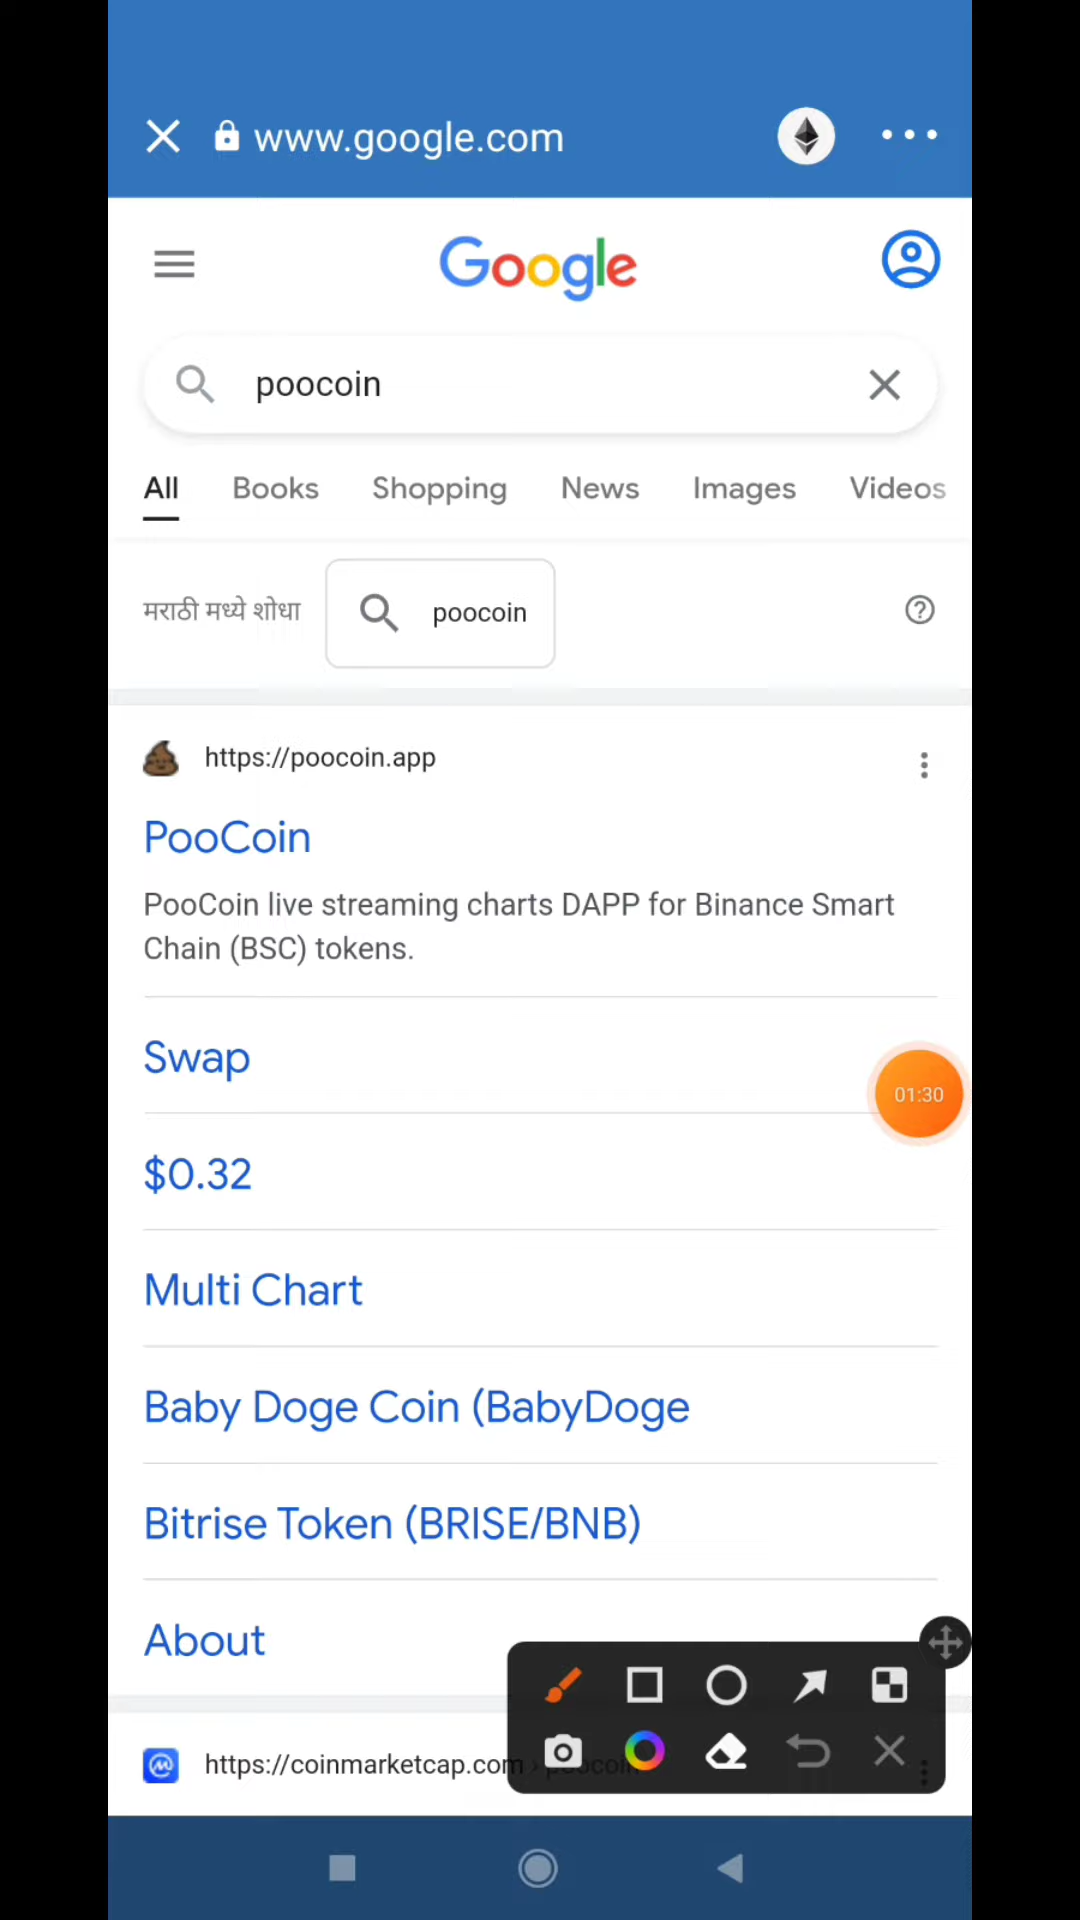 www.google.com
Google
poocoin
All Books Shopping News Images Videos
मराठी मध्ये शोधा poocoin
https://poocoin.app
PooCoin
PooCoin live streaming charts DAPP for Binance Smart
Chain (BSC) tokens.
Swap
01:30
$0.32
Multi Chart
Baby Doge Coin (BabyDoge
Bitrise Token (BRISE/BNB)
About
https://coinmarketcap.com › poocoin